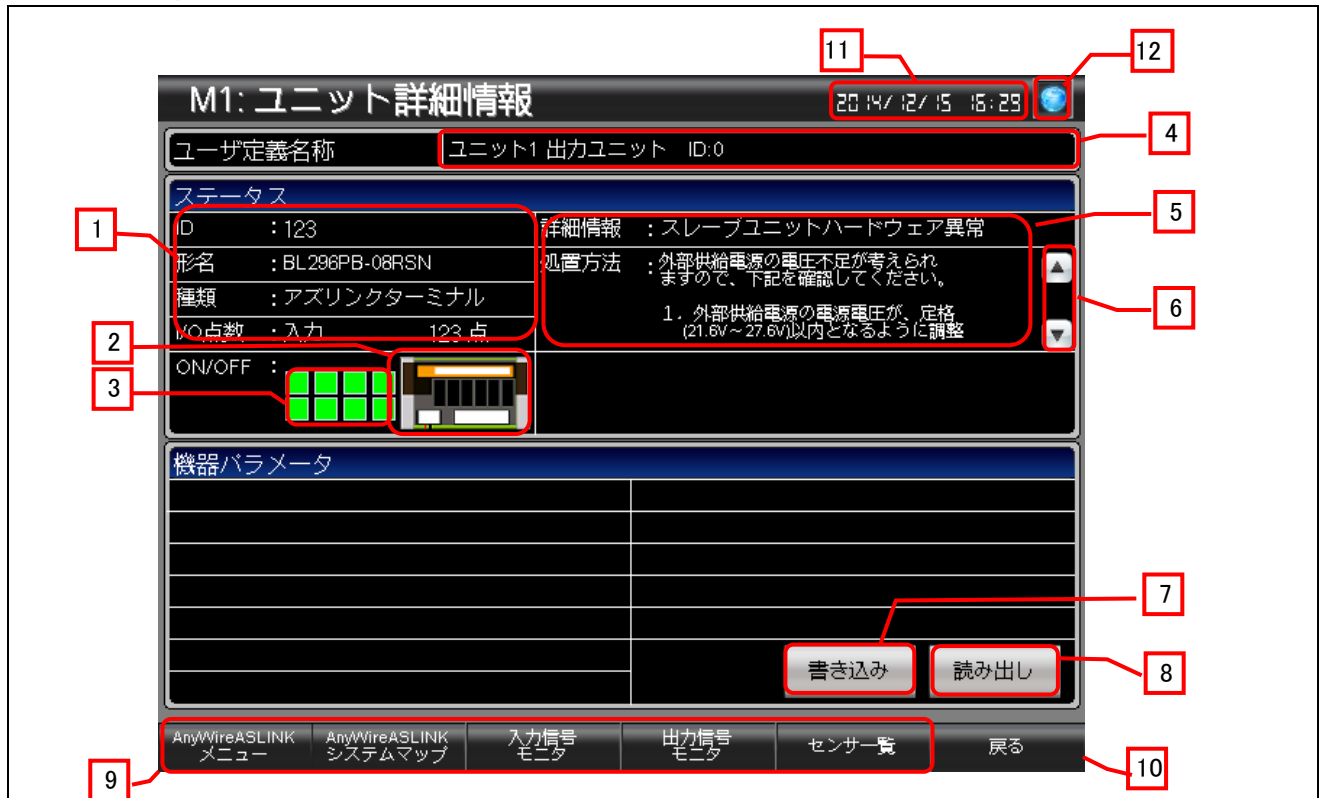 11
12
M1: ユニット詳細情報
2014/12/15 16:29
ユーザ定義名称
ユニット1 出力ユニット ID:0
4
ステータス
1
ID :123
形名 :BL296PB-08RSN
種類 :アズリンクターミナル
I/O点数 :入力 123 点
2
3
ON/OFF :
詳細情報 :スレーブユニットハードウェア異常
5
処置方法 :外部供給電源の電圧不足が考えられ
ますので、下記を確認してください。
1．外部供給電源の電源電圧が、定格
(21.6V～27.6V)以内となるように調整
6
機器パラメータ
7
書き込み
読み出し
8
AnyWireASLINK
メニュー
AnyWireASLINK
システムマップ
入力信号
モニタ
出力信号
モニタ
センサ一覧
戻る
9
10